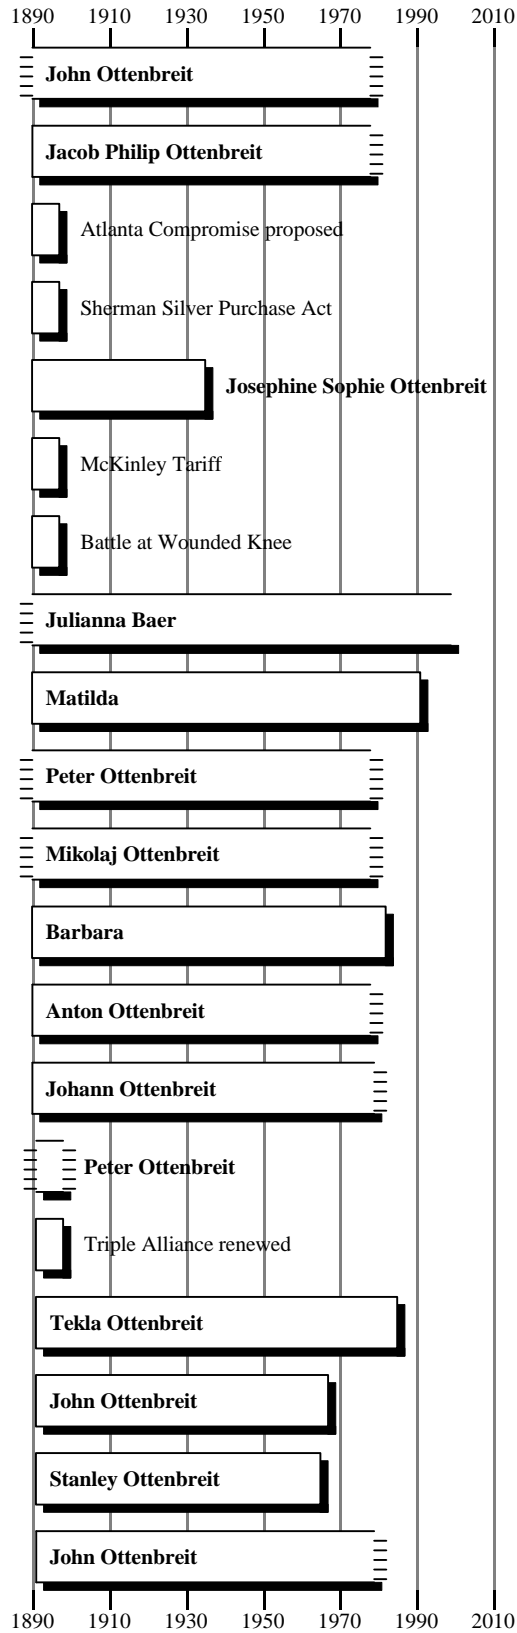 1890 1910 1930 1950 1970 1990 2010
John Ottenbreit
Jacob Philip Ottenbreit
Atlanta Compromise proposed
Sherman Silver Purchase Act
Josephine Sophie Ottenbreit
McKinley Tariff
Battle at Wounded Knee
Julianna Baer
Matilda
Peter Ottenbreit
Mikolaj Ottenbreit
Barbara
Anton Ottenbreit
Johann Ottenbreit
Peter Ottenbreit
Triple Alliance renewed
Tekla Ottenbreit
John Ottenbreit
Stanley Ottenbreit
John Ottenbreit
1890 1910 1930 1950 1970 1990 2010